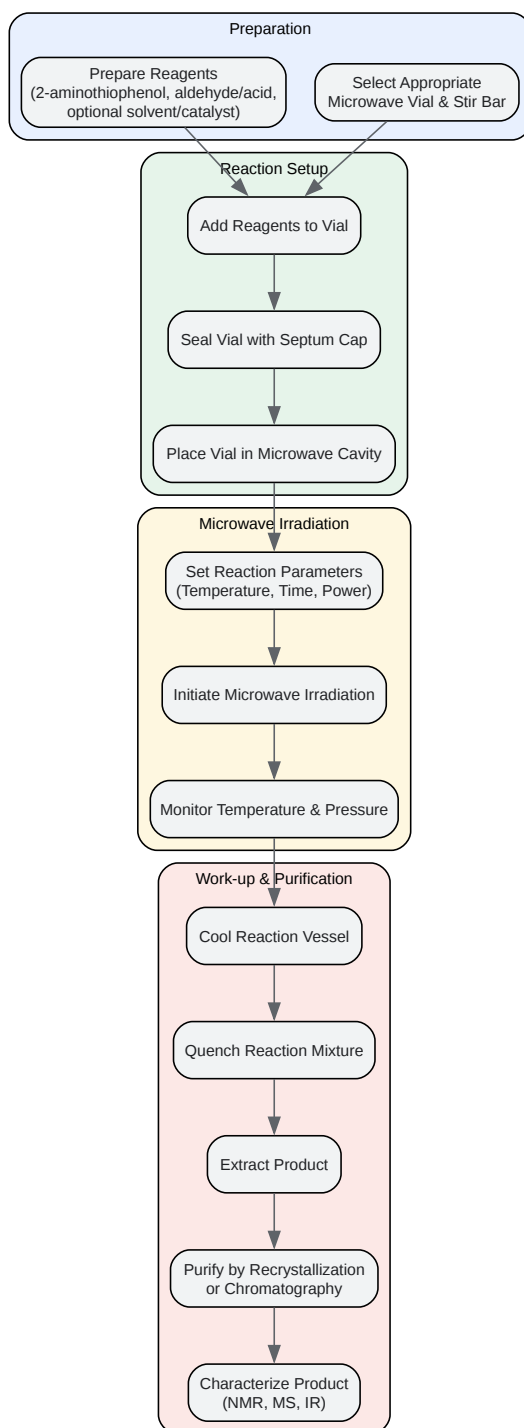 Preparation
Prepare Reagents
(2-aminothiophenol, aldehyde/acid,
optional solvent/catalyst)
Select Appropriate
Microwave Vial & Stir Bar
Reaction Setup
Add Reagents to Vial
Seal Vial with Septum Cap
Place Vial in Microwave Cavity
Microwave Irradiation
Set Reaction Parameters
(Temperature, Time, Power)
Initiate Microwave Irradiation
Monitor Temperature & Pressure
Work-up & Purification
Cool Reaction Vessel
Quench Reaction Mixture
Extract Product
Purify by Recrystallization
or Chromatography
Characterize Product
(NMR, MS, IR)